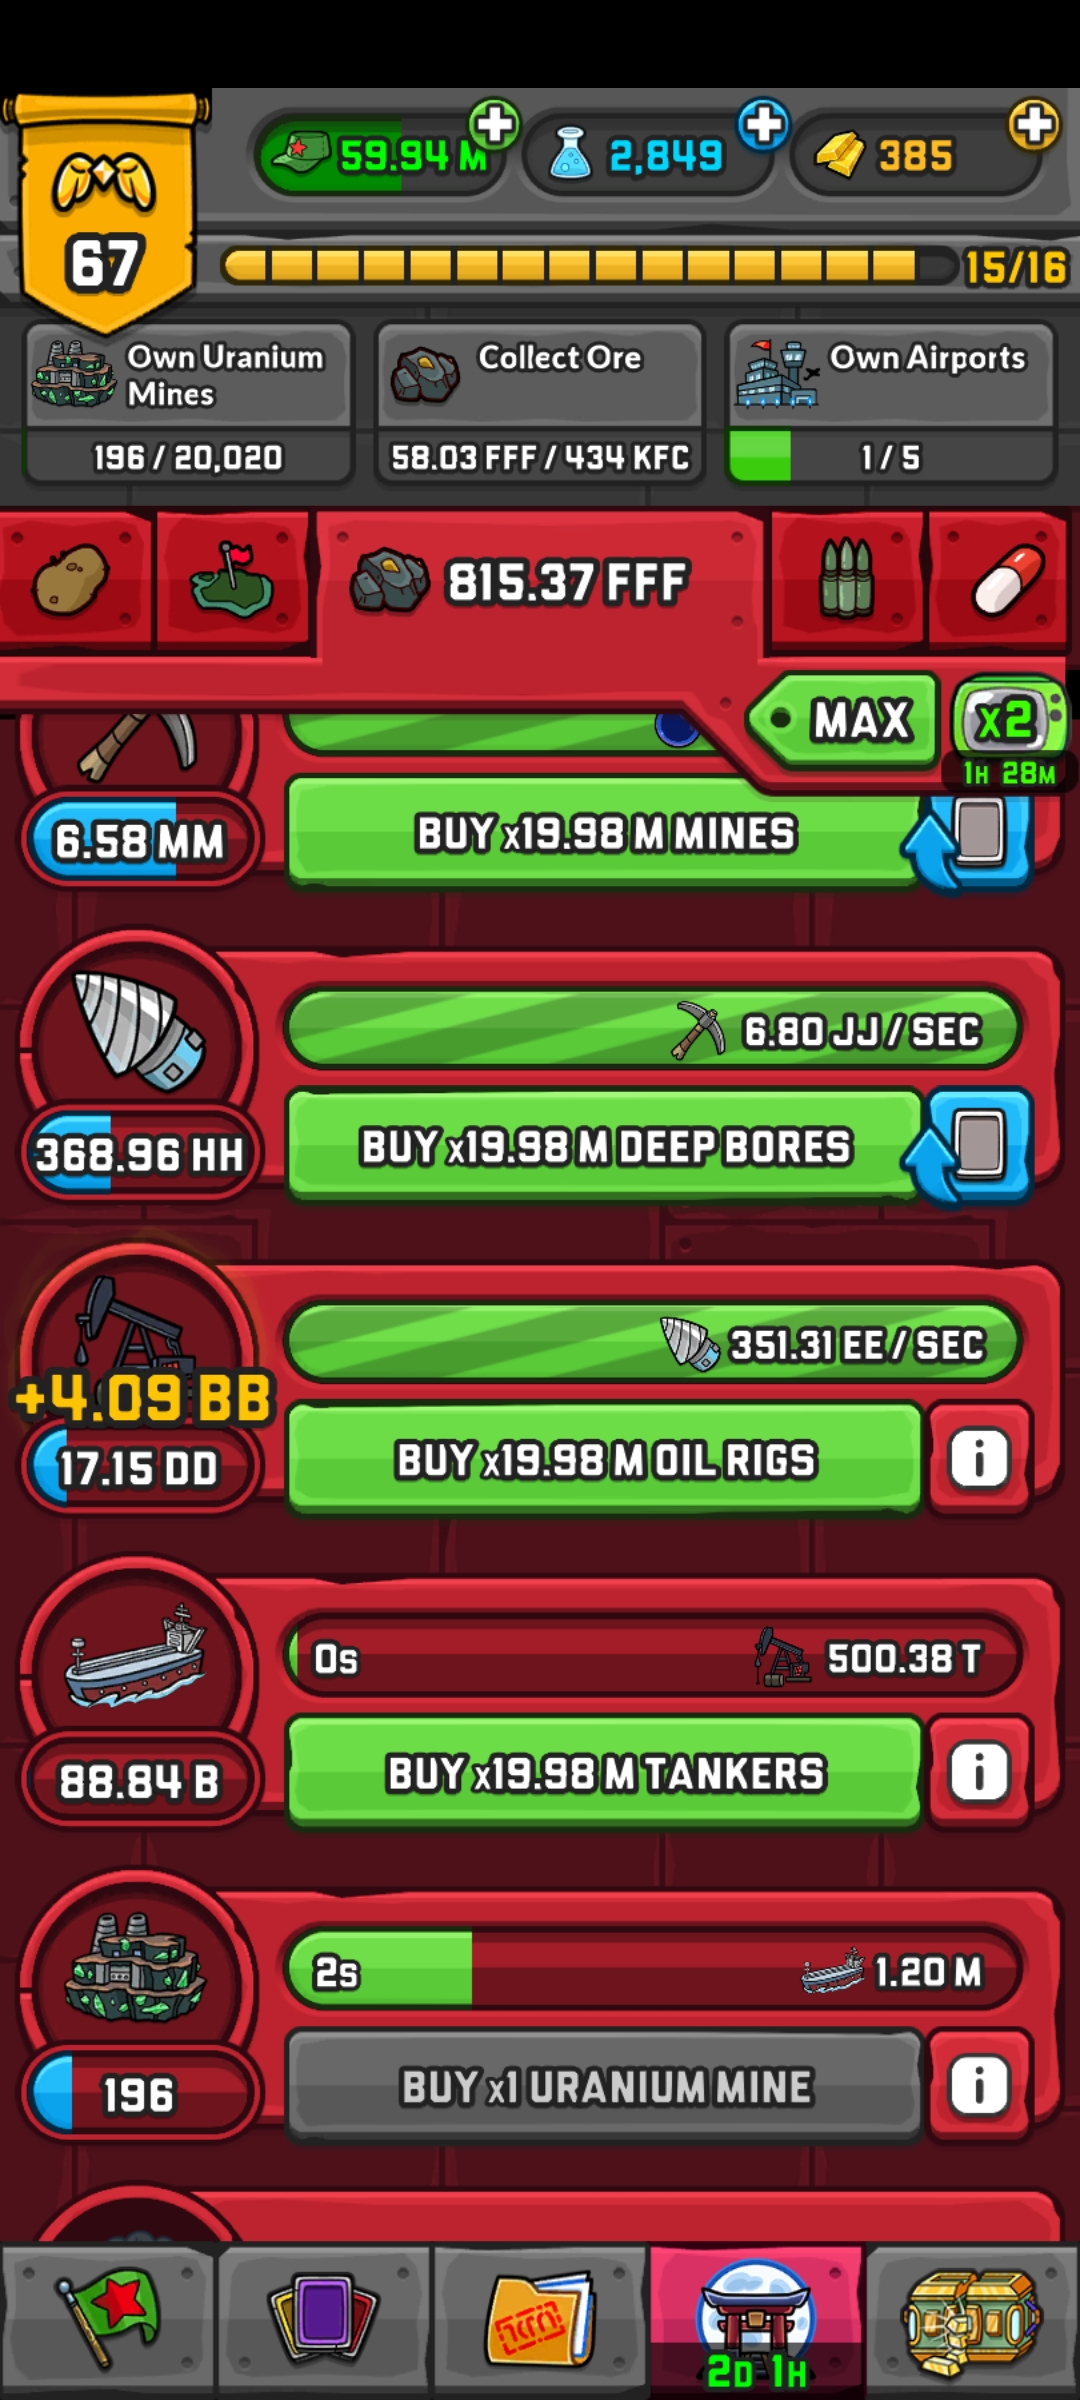 59.94 M
2,849
385
67
15/16
Own Uranium
Mines
196 / 20,020
Collect Ore
58.03 FFF / 434 KFC
Own Airports
1 / 5
815.37 FFF
MAX
x2
1H 28M
6.58 MM
BUY x19.98 M MINES
6.80 JJ / SEC
368.96 HH
BUY x19.98 M DEEP BORES
351.31 EE / SEC
+4.09 BB
17.15 DD
BUY x19.98 M OIL RIGS
i
0s
500.38 T
88.84 B
BUY x19.98 M TANKERS
i
2s
1.20 M
196
BUY x1 URANIUM MINE
i
2D 1H